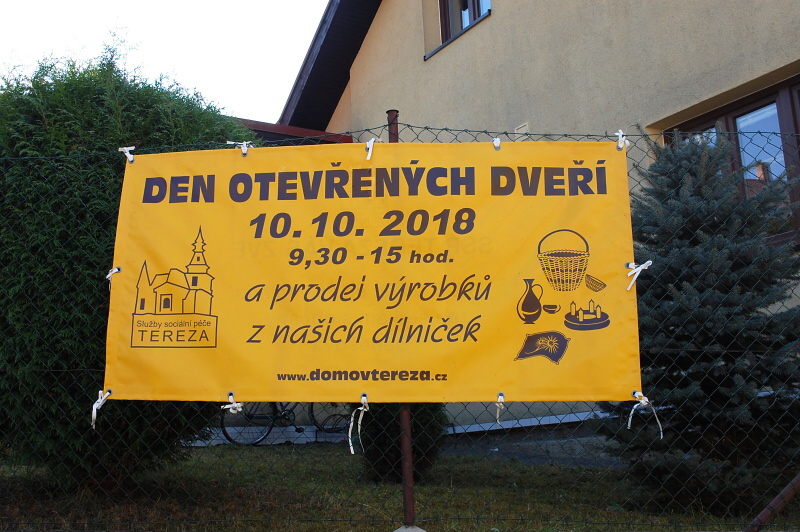 DEN OTEVŘENÝCH DVEŘÍ
10.10.2018
9,30 - 15 hod.
a prodej výrobků
z našich dílniček
Služby sociální péče
TEREZA
www.domovtereza.cz